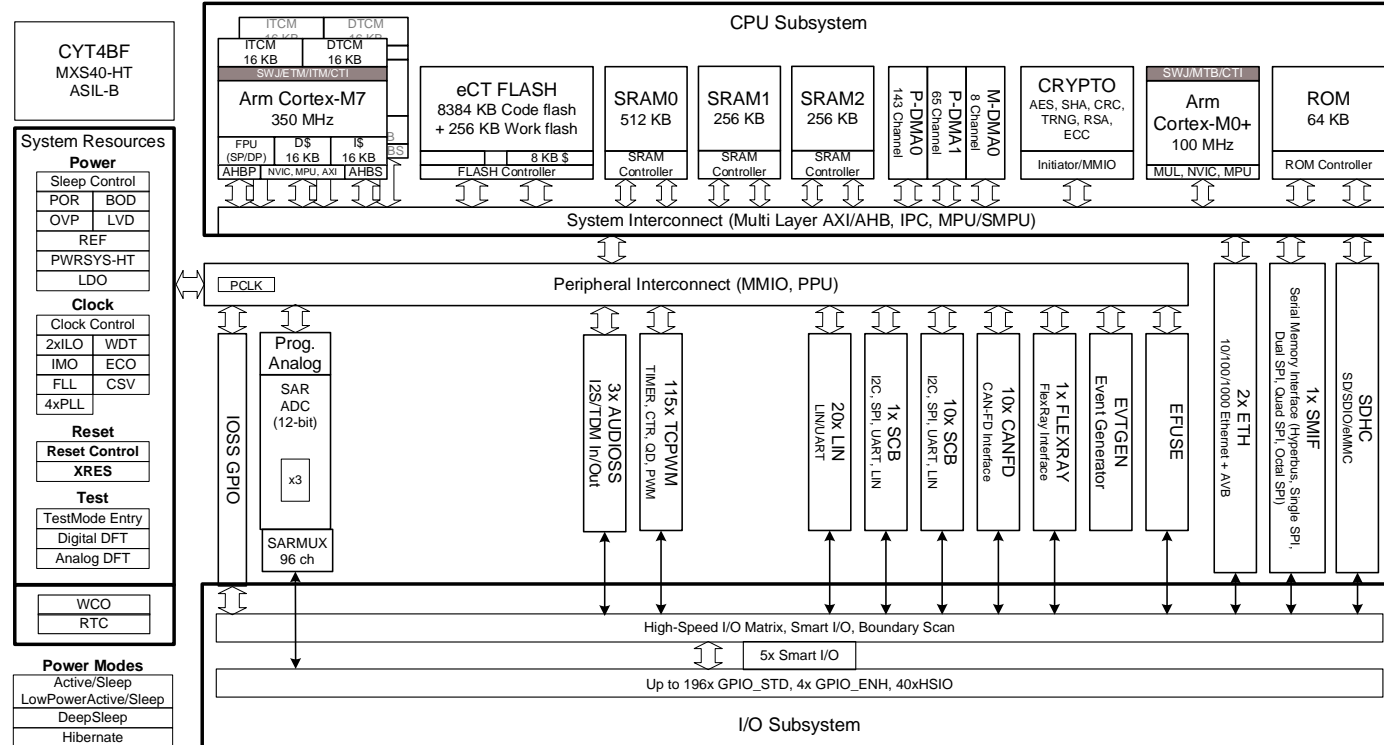 CYT4BF
MXS40-HT
ASIL-B
System Resources
Power
Sleep Control
POR
BOD
OVP
LVD
REF
PWRSYS-HT
LDO
Clock
Clock Control
2xILO
WDT
IMO
ECO
FLL
CSV
4xPLL
Reset
Reset Control
XRES
Test
TestMode Entry
Digital DFT
Analog DFT
WCO
RTC
Power Modes
Active/Sleep
LowPowerActive/Sleep
DeepSleep
Hibernate
CPU Subsystem
ITCM
16 KB
DTCM
16 KB
ITCM
16 KB
DTCM
16 KB
SWJ/ETM/ITM/CTI
Arm Cortex-M7
350 MHz
FPU
(SP/DP)
D$
16 KB
I$
16 KB
AHBP
NVIC, MPU, AXI
AHBS
eCT FLASH
8384 KB Code flash
+ 256 KB Work flash
8 KB $
FLASH Controller
SRAM0
512 KB
SRAM
Controller
SRAM1
256 KB
SRAM
Controller
SRAM2
256 KB
SRAM
Controller
P-DMA0
143 Channel
P-DMA1
65 Channel
M-DMA0
8 Channel
CRYPTO
AES, SHA, CRC,
TRNG, RSA,
ECC
Initiator/MMIO
SWJ/MTB/CTI
Arm
Cortex-M0+
100 MHz
MUL, NVIC, MPU
ROM
64 KB
ROM Controller
System Interconnect (Multi Layer AXI/AHB, IPC, MPU/SMPU)
PCLK
Peripheral Interconnect (MMIO, PPU)
IOSS GPIO
Prog.
Analog
SAR
ADC
(12-bit)
x3
SARMUX
96 ch
3x AUDIOSS
I2S/TDM In/Out
115x TCPWM
TIMER, CTR, QD, PWM
20x LIN
LIN/UART
1x SCB
I2C, SPI, UART, LIN
10x SCB
I2C, SPI, UART, LIN
10x CANFD
CAN-FD Interface
1x FLEXRAY
FlexRay Interface
EVTGEN
Event Generator
EFUSE
2x ETH
10/100/1000 Ethernet + AVB
1x SMIF
Serial Memory Interface (Hyperbus, Single SPI,
Dual SPI, Quad SPI, Octal SPI)
SDHC
SD/SDIO/eMMC
High-Speed I/O Matrix, Smart I/O, Boundary Scan
5x Smart I/O
Up to 196x GPIO_STD, 4x GPIO_ENH, 40xHSIO
I/O Subsystem